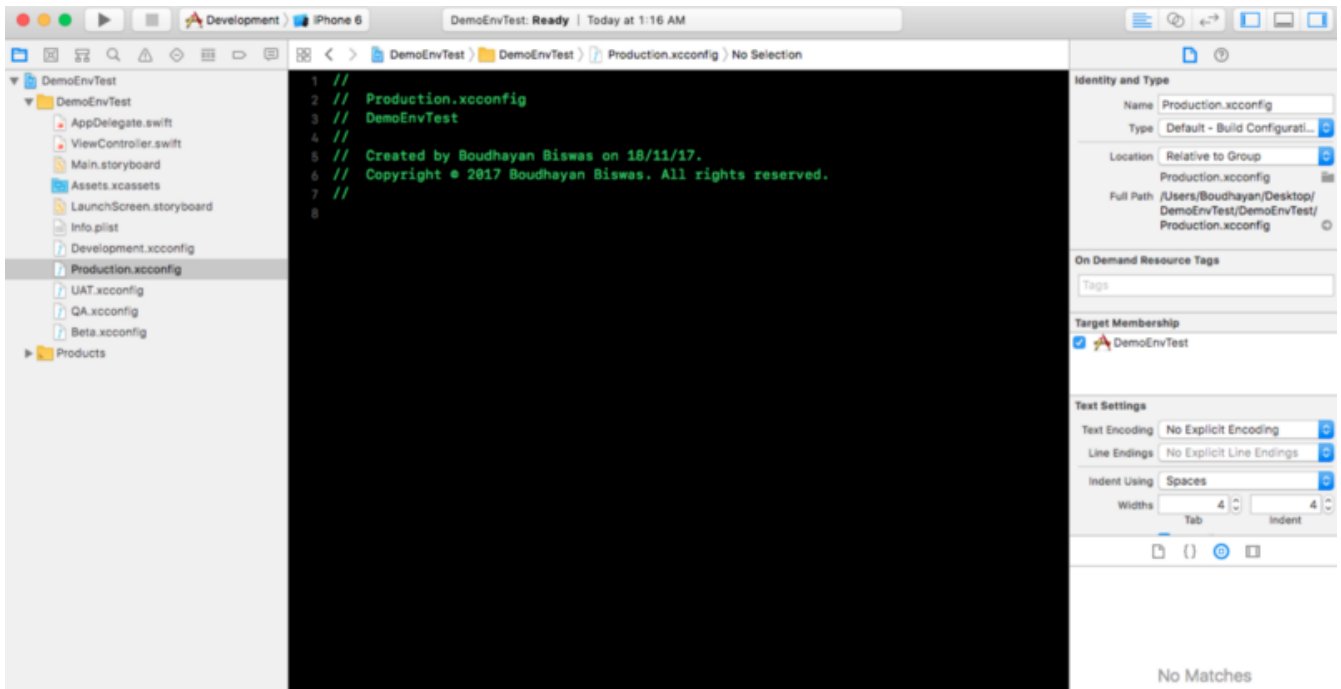 Development 〉 iPhone 6
DemoEnvTest: Ready | Today at 1:16 AM
DemoEnvTest 〉 DemoEnvTest 〉 Production.xcconfig 〉 No Selection
DemoEnvTest
DemoEnvTest
AppDelegate.swift
ViewController.swift
Main.storyboard
Assets.xcassets
LaunchScreen.storyboard
Info.plist
Development.xcconfig
Production.xcconfig
UAT.xcconfig
QA.xcconfig
Beta.xcconfig
Products
1 //
2 // Production.xcconfig
3 // DemoEnvTest
4 //
5 // Created by Boudhayan Biswas on 18/11/17.
6 // Copyright © 2017 Boudhayan Biswas. All rights reserved.
7 //
8
Identity and Type
Name Production.xcconfig
Type Default - Build Configurati...
Location Relative to Group
Production.xcconfig
Full Path /Users/Boudhayan/Desktop/
DemoEnvTest/DemoEnvTest/
Production.xcconfig
On Demand Resource Tags
Tags
Target Membership
DemoEnvTest
Text Settings
Text Encoding No Explicit Encoding
Line Endings No Explicit Line Endings
Indent Using Spaces
Widths 4 4
Tab Indent
{}
No Matches